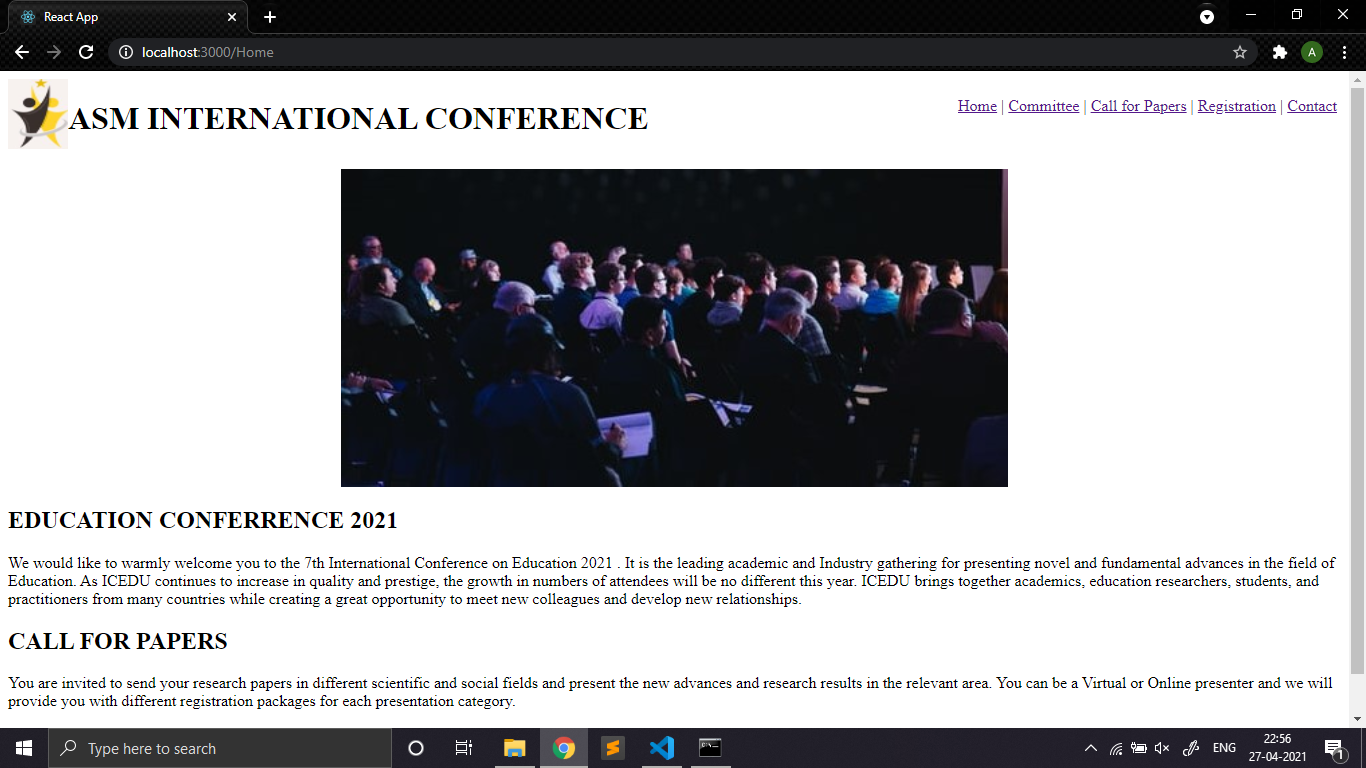 React App
localhost:3000/Home
A
ASM INTERNATIONAL CONFERENCE
Home | Committee | Call for Papers | Registration | Contact
EDUCATION CONFERRENCE 2021
We would like to warmly welcome you to the 7th International Conference on Education 2021 . It is the leading academic and Industry gathering for presenting novel and fundamental advances in the field of
Education. As ICEDU continues to increase in quality and prestige, the growth in numbers of attendees will be no different this year. ICEDU brings together academics, education researchers, students, and
practitioners from many countries while creating a great opportunity to meet new colleagues and develop new relationships.
CALL FOR PAPERS
You are invited to send your research papers in different scientific and social fields and present the new advances and research results in the relevant area. You can be a Virtual or Online presenter and we will
provide you with different registration packages for each presentation category.
Type here to search
ENG
22:56
27-04-2021
1